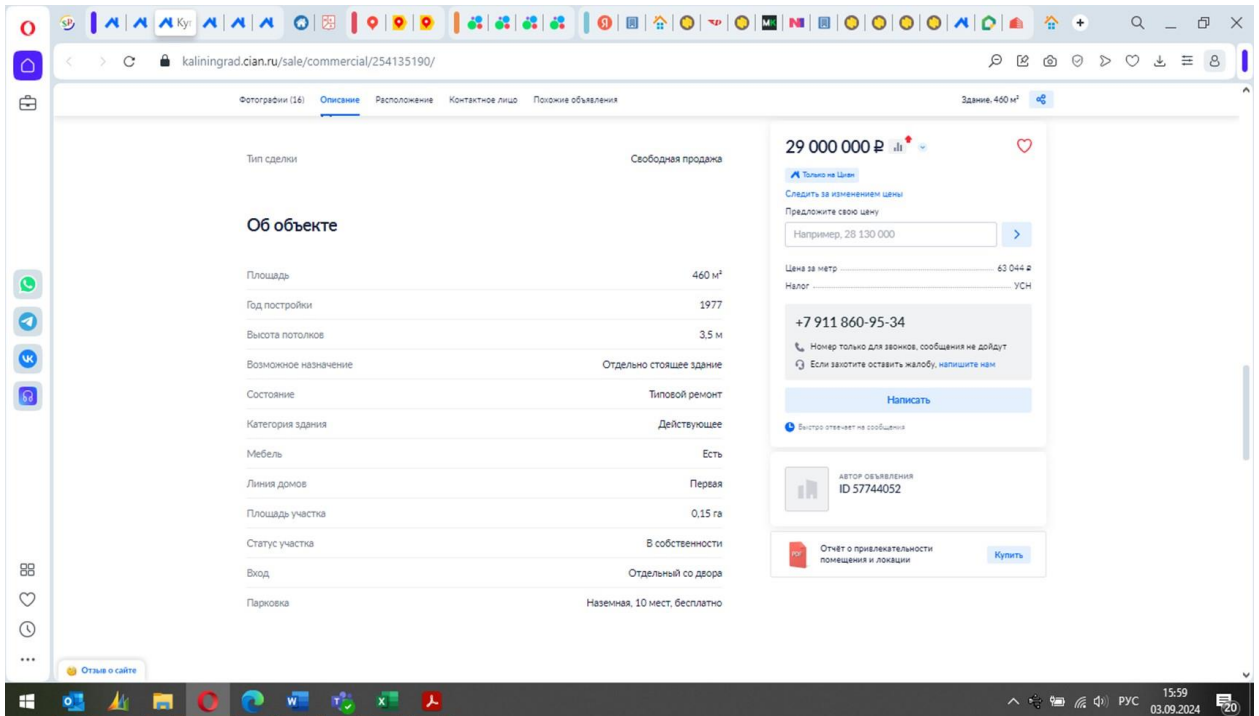 Куг
kaliningrad.cian.ru/sale/commercial/254135190/
Фотографии (16) Описание Расположение Контактное лицо Похожие объявления Здание, 460 м²
Тип сделки Свободная продажа
Об объекте
Площадь 460 м²
Год постройки 1977
Высота потолков 3,5 м
Возможное назначение Отдельно стоящее здание
Состояние Типовой ремонт
Категория здания Действующее
Мебель Есть
Линия домов Первая
Площадь участка 0,15 га
Статус участка В собственности
Вход Отдельный со двора
Парковка Наземная, 10 мест, бесплатно
29 000 000 ₽
Только на Циан
Следить за изменением цены
Предложите свою цену
Например, 28 130 000
Цена за метр 63 044 ₽
Налог УСН
+7 911 860-95-34
Номер только для звонков, сообщения не дойдут
Если захотите оставить жалобу, напишите нам
Написать
Быстро отвечает на сообщения
АВТОР ОБЪЯВЛЕНИЯ
ID 57744052
PDF
Отчёт о привлекательности
помещения и локации
Купить
Отзыв о сайте
РУС
15:59
03.09.2024
20